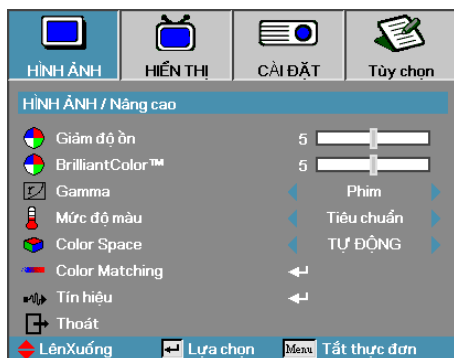 HÌNH ẢNH HIỂN THỊ CÀI ĐẶT Tùy chọn
HÌNH ẢNH / Nâng cao
Giảm độ ồn 5
BrilliantColor™ 5
Gamma Phim
Mức độ màu Tiêu chuẩn
Color Space TỰ ĐỘNG
Color Matching
Tín hiệu
Thoát
LênXuống Lựa chọn Menu Tắt thực đơn